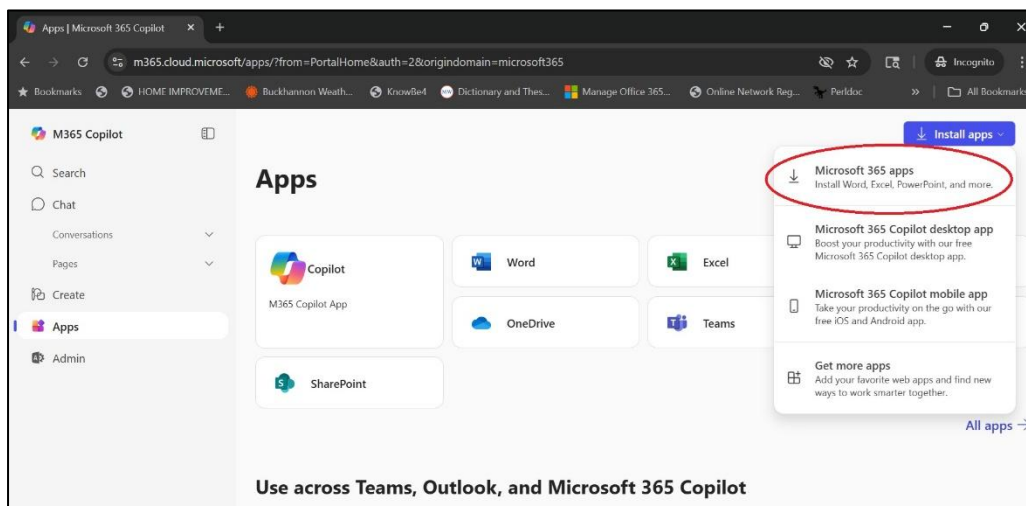 Apps | Microsoft 365 Copilot
m365.cloud.microsoft/apps/?from=PortalHome&auth=2&origindomain=microsoft365
Incognito
Bookmarks
HOME IMPROVEME...
Buckhannon Weath...
KnowBe4
Dictionary and Thes...
Manage Office 365...
Online Network Reg...
Perldoc
All Bookmarks
M365 Copilot
Install apps
Search
Chat
Conversations
Pages
Create
Apps
Admin
Apps
Microsoft 365 apps
Install Word, Excel, PowerPoint, and more.
Microsoft 365 Copilot desktop app
Boost your productivity with our free
Microsoft 365 Copilot desktop app.
Microsoft 365 Copilot mobile app
Take your productivity on the go with our
free iOS and Android app.
Get more apps
Add your favorite web apps and find new
ways to work smarter together.
Copilot
M365 Copilot App
Word
Excel
OneDrive
Teams
SharePoint
All apps
Use across Teams, Outlook, and Microsoft 365 Copilot